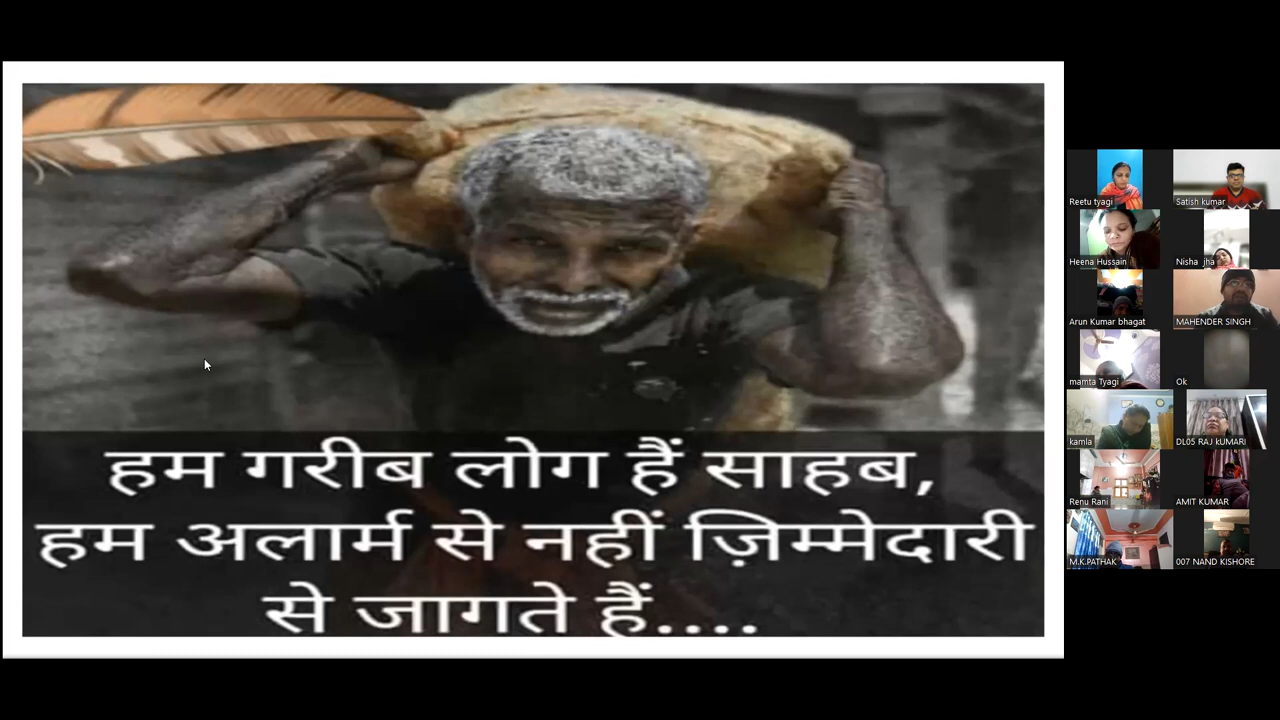 हम गरीब लोग हैं साहब,
हम अलार्म से नहीं ज़िम्मेदारी
से जागते हैं....
Reetu tyagi
Satish kumar
Heena Hussain
Nisha jha
Arun Kumar bhagat
MAHENDER SINGH
mamta Tyagi
Ok
kamla
DL05 RAJ kUMARI
Renu Rani
AMIT KUMAR
M.K.PATHAK
007 NAND KISHORE